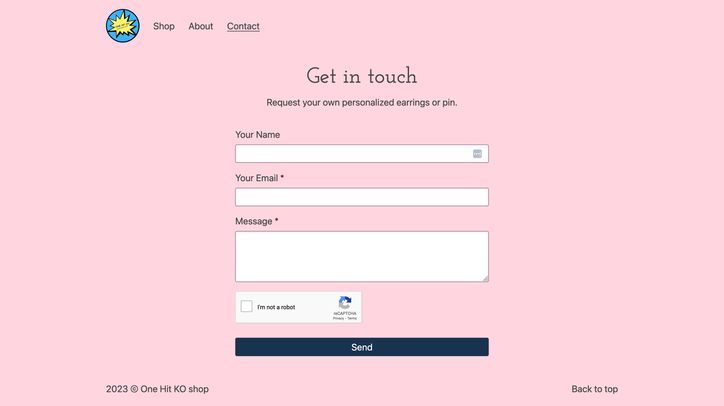 Shop About Contact
Get in touch
Request your own personalized earrings or pin.
Your Name
Your Email *
Message *
I'm not a robot
reCAPTCHA
Privacy - Terms
Send
2023 © One Hit KO shop Back to top